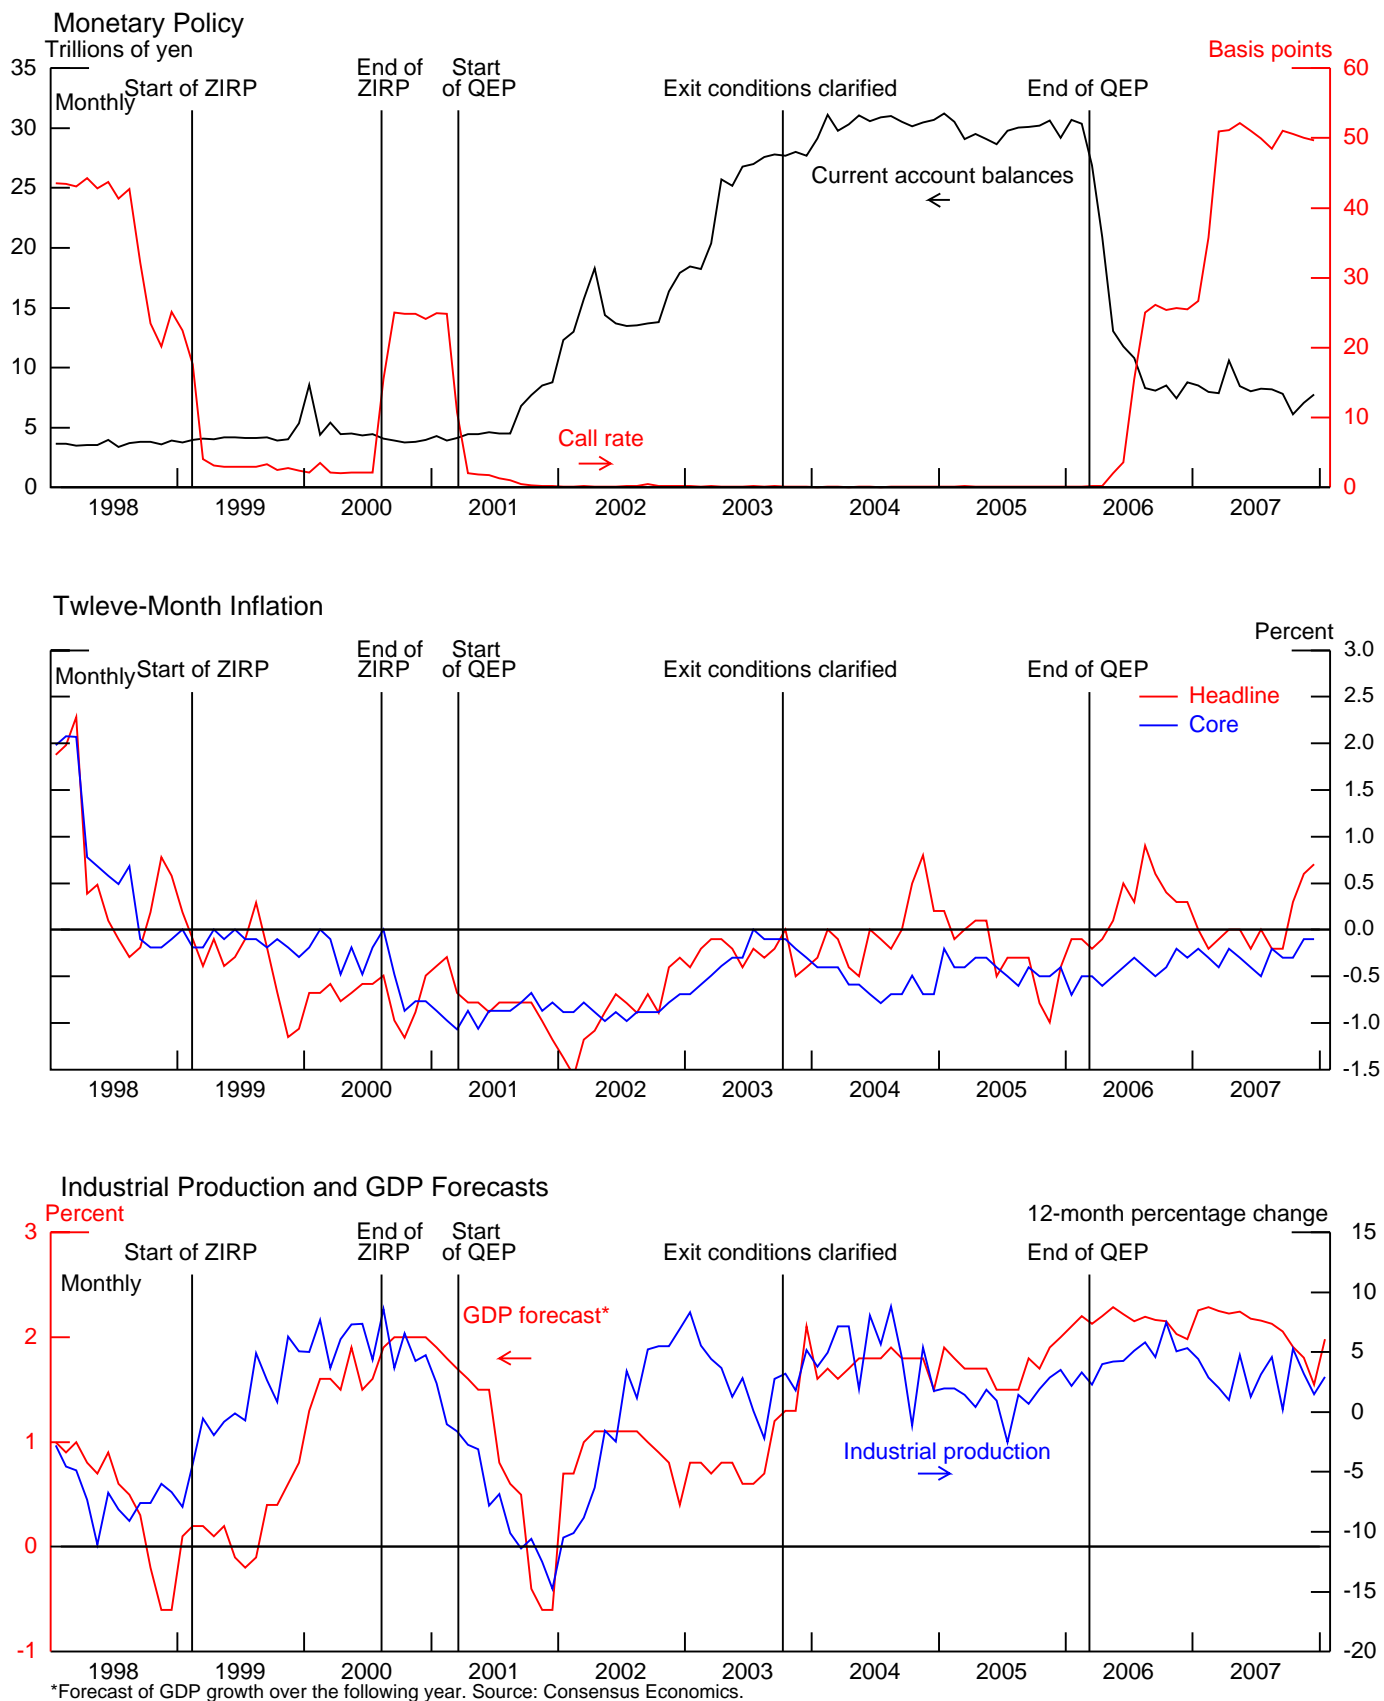 Monetary Policy
Trillions of yen
Basis points
Monthly
Start of ZIRP
End of
ZIRP
Start
of QEP
Exit conditions clarified
End of QEP
35
30
25
20
15
10
5
0
60
50
40
30
20
10
0
Current account balances
Call rate
1998 1999 2000 2001 2002 2003 2004 2005 2006 2007
Twleve-Month Inflation
Percent
Monthly
Start of ZIRP
End of
ZIRP
Start
of QEP
Exit conditions clarified
End of QEP
Headline
Core
3.0
2.5
2.0
1.5
1.0
0.5
0.0
-0.5
-1.0
-1.5
1998 1999 2000 2001 2002 2003 2004 2005 2006 2007
Industrial Production and GDP Forecasts
Percent
12-month percentage change
Monthly
Start of ZIRP
End of
ZIRP
Start
of QEP
Exit conditions clarified
End of QEP
3
2
1
0
-1
15
10
5
0
-5
-10
-15
-20
GDP forecast*
Industrial production
1998 1999 2000 2001 2002 2003 2004 2005 2006 2007
*Forecast of GDP growth over the following year. Source: Consensus Economics.